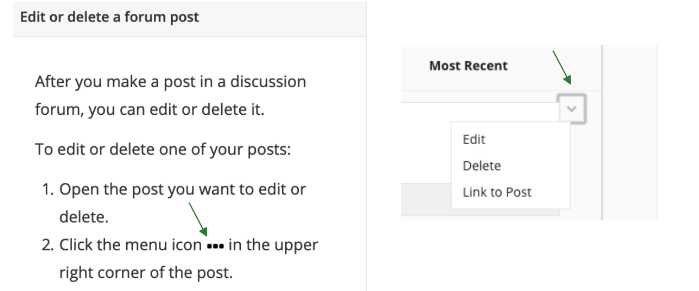 Edit or delete a forum post
After you make a post in a discussion
forum, you can edit or delete it.
To edit or delete one of your posts:
1. Open the post you want to edit or
delete.
2. Click the menu icon ••• in the upper
right corner of the post.
Most Recent
Edit
Delete
Link to Post